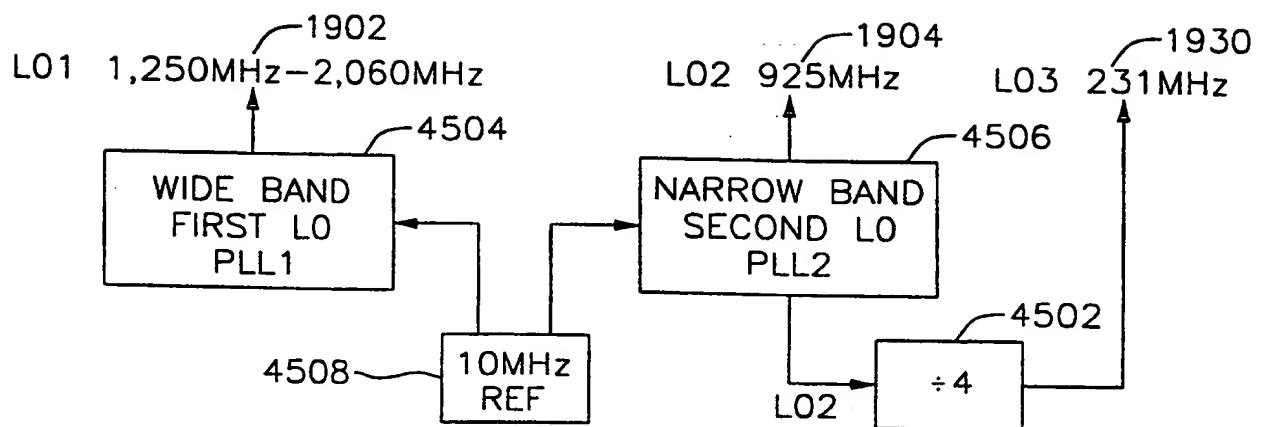 1902
1904
1930
LO1 1,250MHz-2,060MHz
LO2 925MHz
LO3 231MHz
4504
4506
WIDE BAND
FIRST LO
PLL1
NARROW BAND
SECOND LO
PLL2
4502
4508
10MHz
REF
÷4
LO2